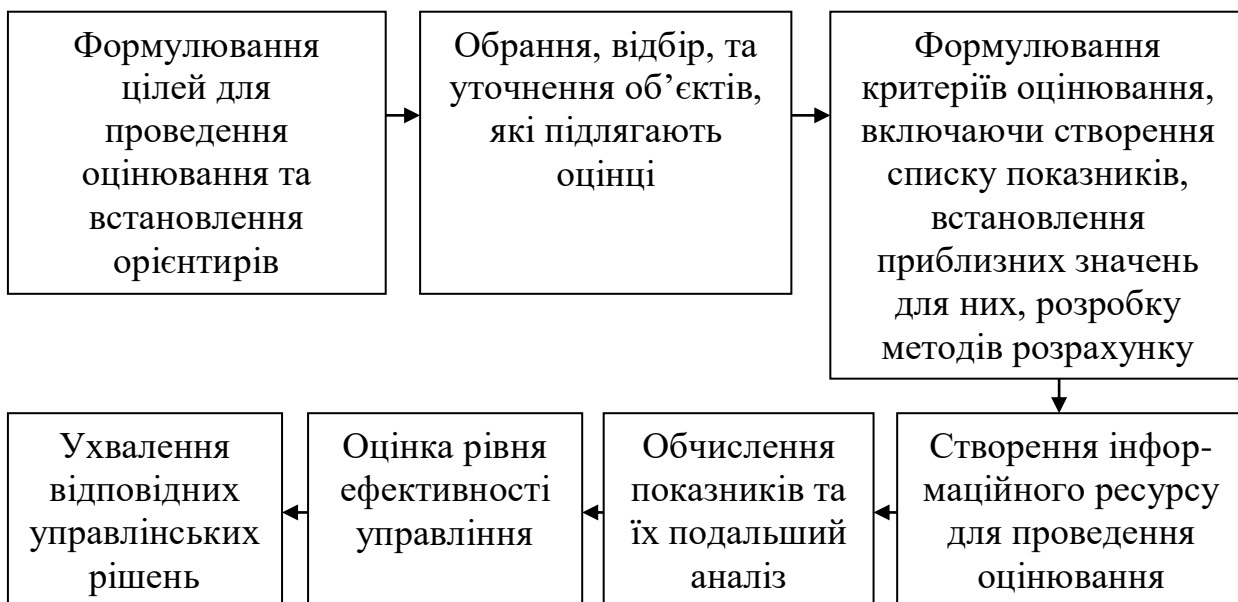 Формулювання
цілей для
проведення
оцінювання та
встановлення
орієнтирів
Обрання, відбір, та
уточнення об’єктів,
які підлягають
оцінці
Формулювання
критеріїв оцінювання,
включаючи створення
списку показників,
встановлення
приблизних значень
для них, розробку
методів розрахунку
Створення інфор-
маційного ресурсу
для проведення
оцінювання
Обчислення
показників та
їх подальший
аналіз
Оцінка рівня
ефективності
управління
Ухвалення
відповідних
управлінських
рішень